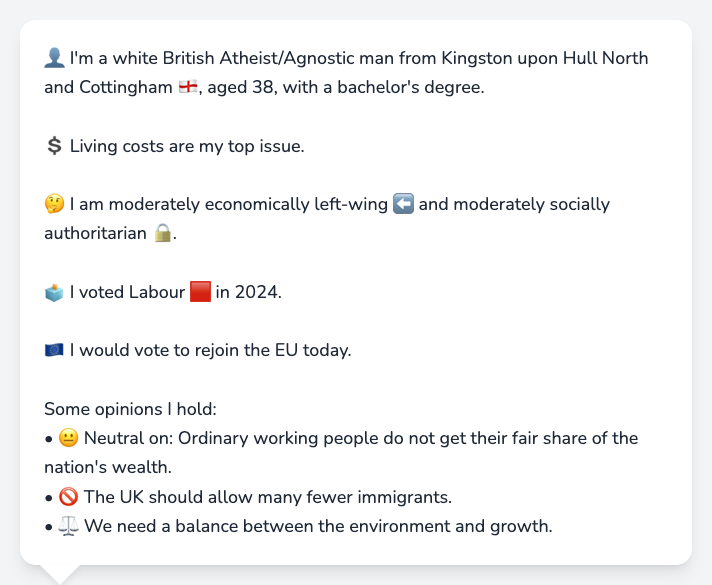 👤 I'm a white British Atheist/Agnostic man from Kingston upon Hull North
and Cottingham 🏴󠁧󠁢󠁥󠁮󠁧󠁿, aged 38, with a bachelor's degree.
💲 Living costs are my top issue.
🤔 I am moderately economically left-wing ⬅️ and moderately socially
authoritarian 🔒.
🗳️ I voted Labour 🟥 in 2024.
🇪🇺 I would vote to rejoin the EU today.
Some opinions I hold:
• 😐 Neutral on: Ordinary working people do not get their fair share of the
nation's wealth.
• 🚫 The UK should allow many fewer immigrants.
• ⚖️ We need a balance between the environment and growth.